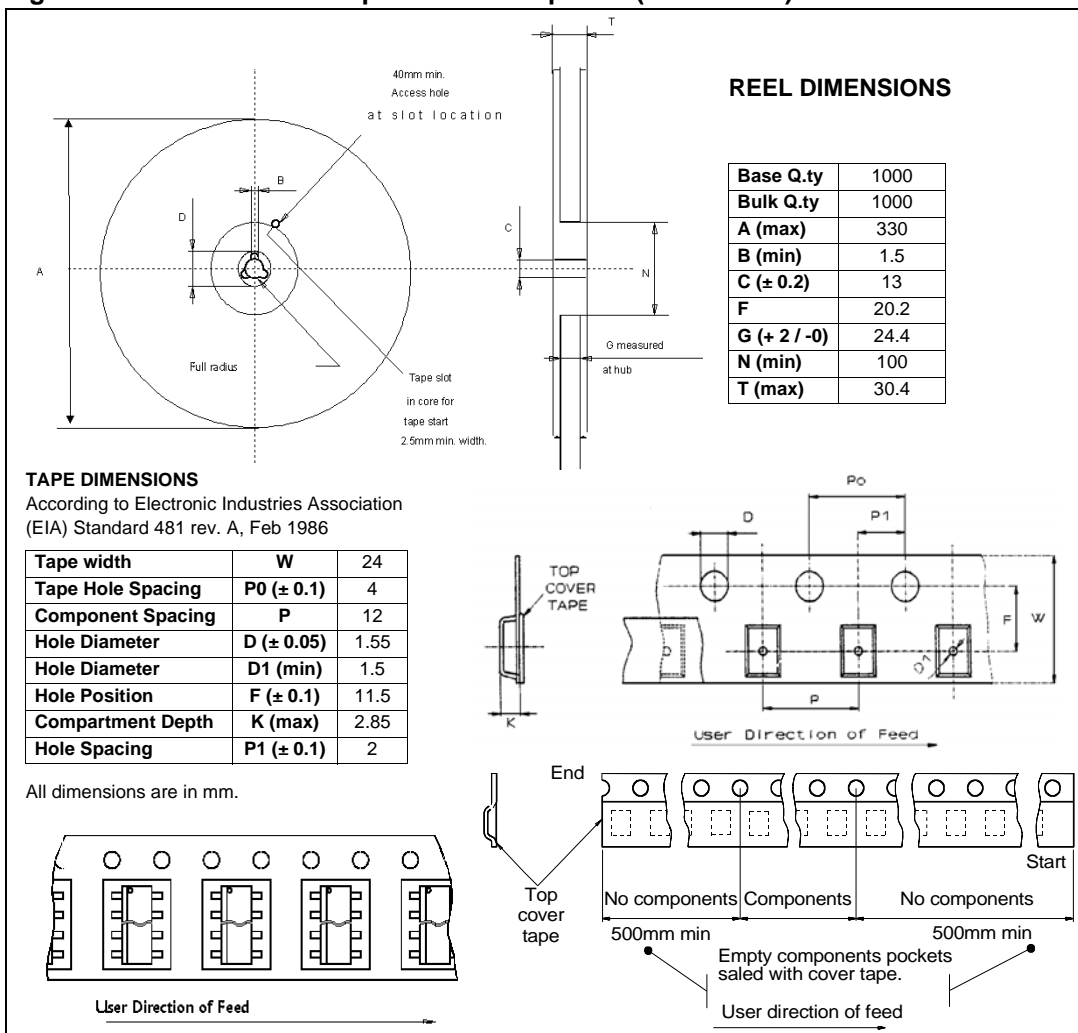 T
40mm min.
Access hole
at slot location
B
D
C
A
N
Full radius
G measured
at hub
Tape slot
in core for
tape start
2.5mm min. width.
REEL DIMENSIONS
Base Q.ty 1000
Bulk Q.ty 1000
A (max) 330
B (min) 1.5
C (± 0.2) 13
F 20.2
G (+ 2 / -0) 24.4
N (min) 100
T (max) 30.4
TAPE DIMENSIONS
According to Electronic Industries Association
(EIA) Standard 481 rev. A, Feb 1986
Tape width W 24
Tape Hole Spacing P0 (± 0.1) 4
Component Spacing P 12
Hole Diameter D (± 0.05) 1.55
Hole Diameter D1 (min) 1.5
Hole Position F (± 0.1) 11.5
Compartment Depth K (max) 2.85
Hole Spacing P1 (± 0.1) 2
All dimensions are in mm.
Po
D
P1
TOP
COVER
TAPE
F
W
D1
K
P
User Direction of Feed
End
Start
Top
cover
tape
No components
Components
No components
500mm min
500mm min
Empty components pockets
saled with cover tape.
User direction of feed
User Direction of Feed